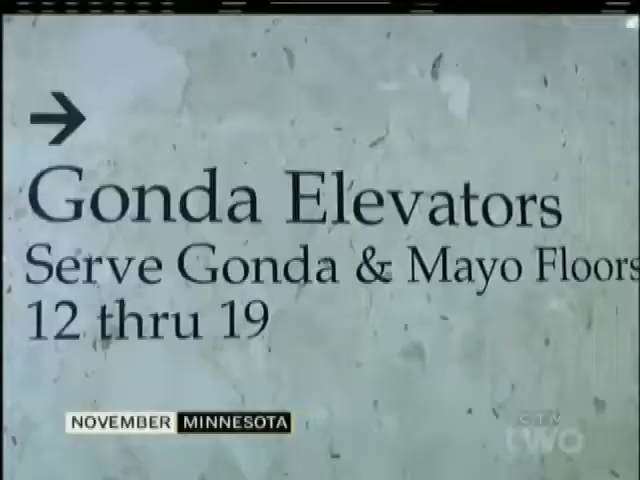 →
Gonda Elevators
Serve Gonda & Mayo Floors
12 thru 19
NOVEMBER MINNESOTA
CTV
two